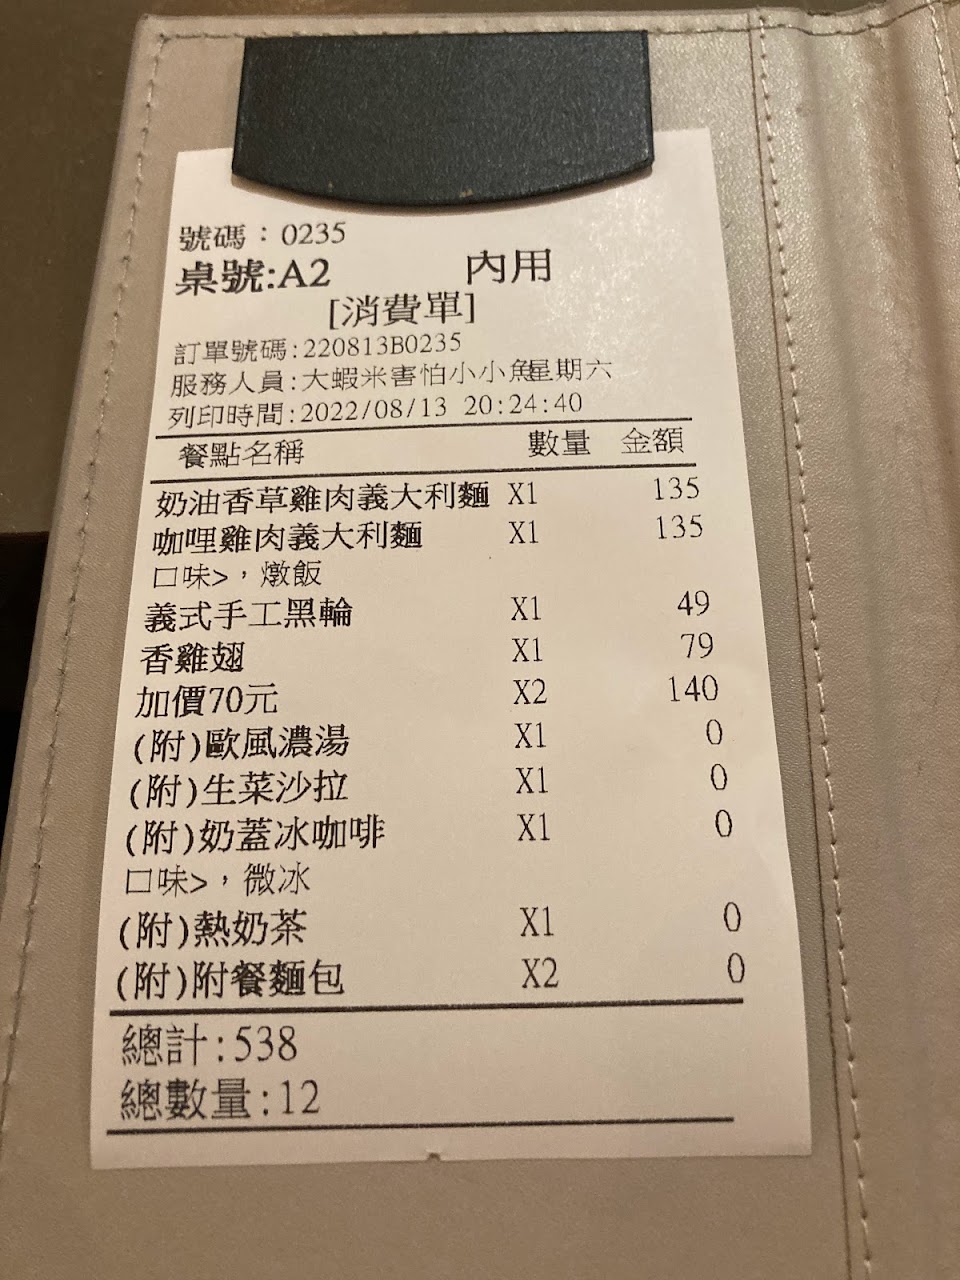 號碼：0235
桌號:A2 內用
[消費單]
訂單號碼:220813B0235
服務人員:大蝦米害怕小小魚星期六
列印時間:2022/08/13 20:24:40
餐點名稱 數量 金額
奶油香草雞肉義大利麵 X1 135
咖哩雞肉義大利麵 X1 135
口味>，燉飯
義式手工黑輪 X1 49
香雞翅 X1 79
加價70元 X2 140
(附)歐風濃湯 X1 0
(附)生菜沙拉 X1 0
(附)奶蓋冰咖啡 X1 0
口味>，微冰
(附)熱奶茶 X1 0
(附)附餐麵包 X2 0
總計:538
總數量:12